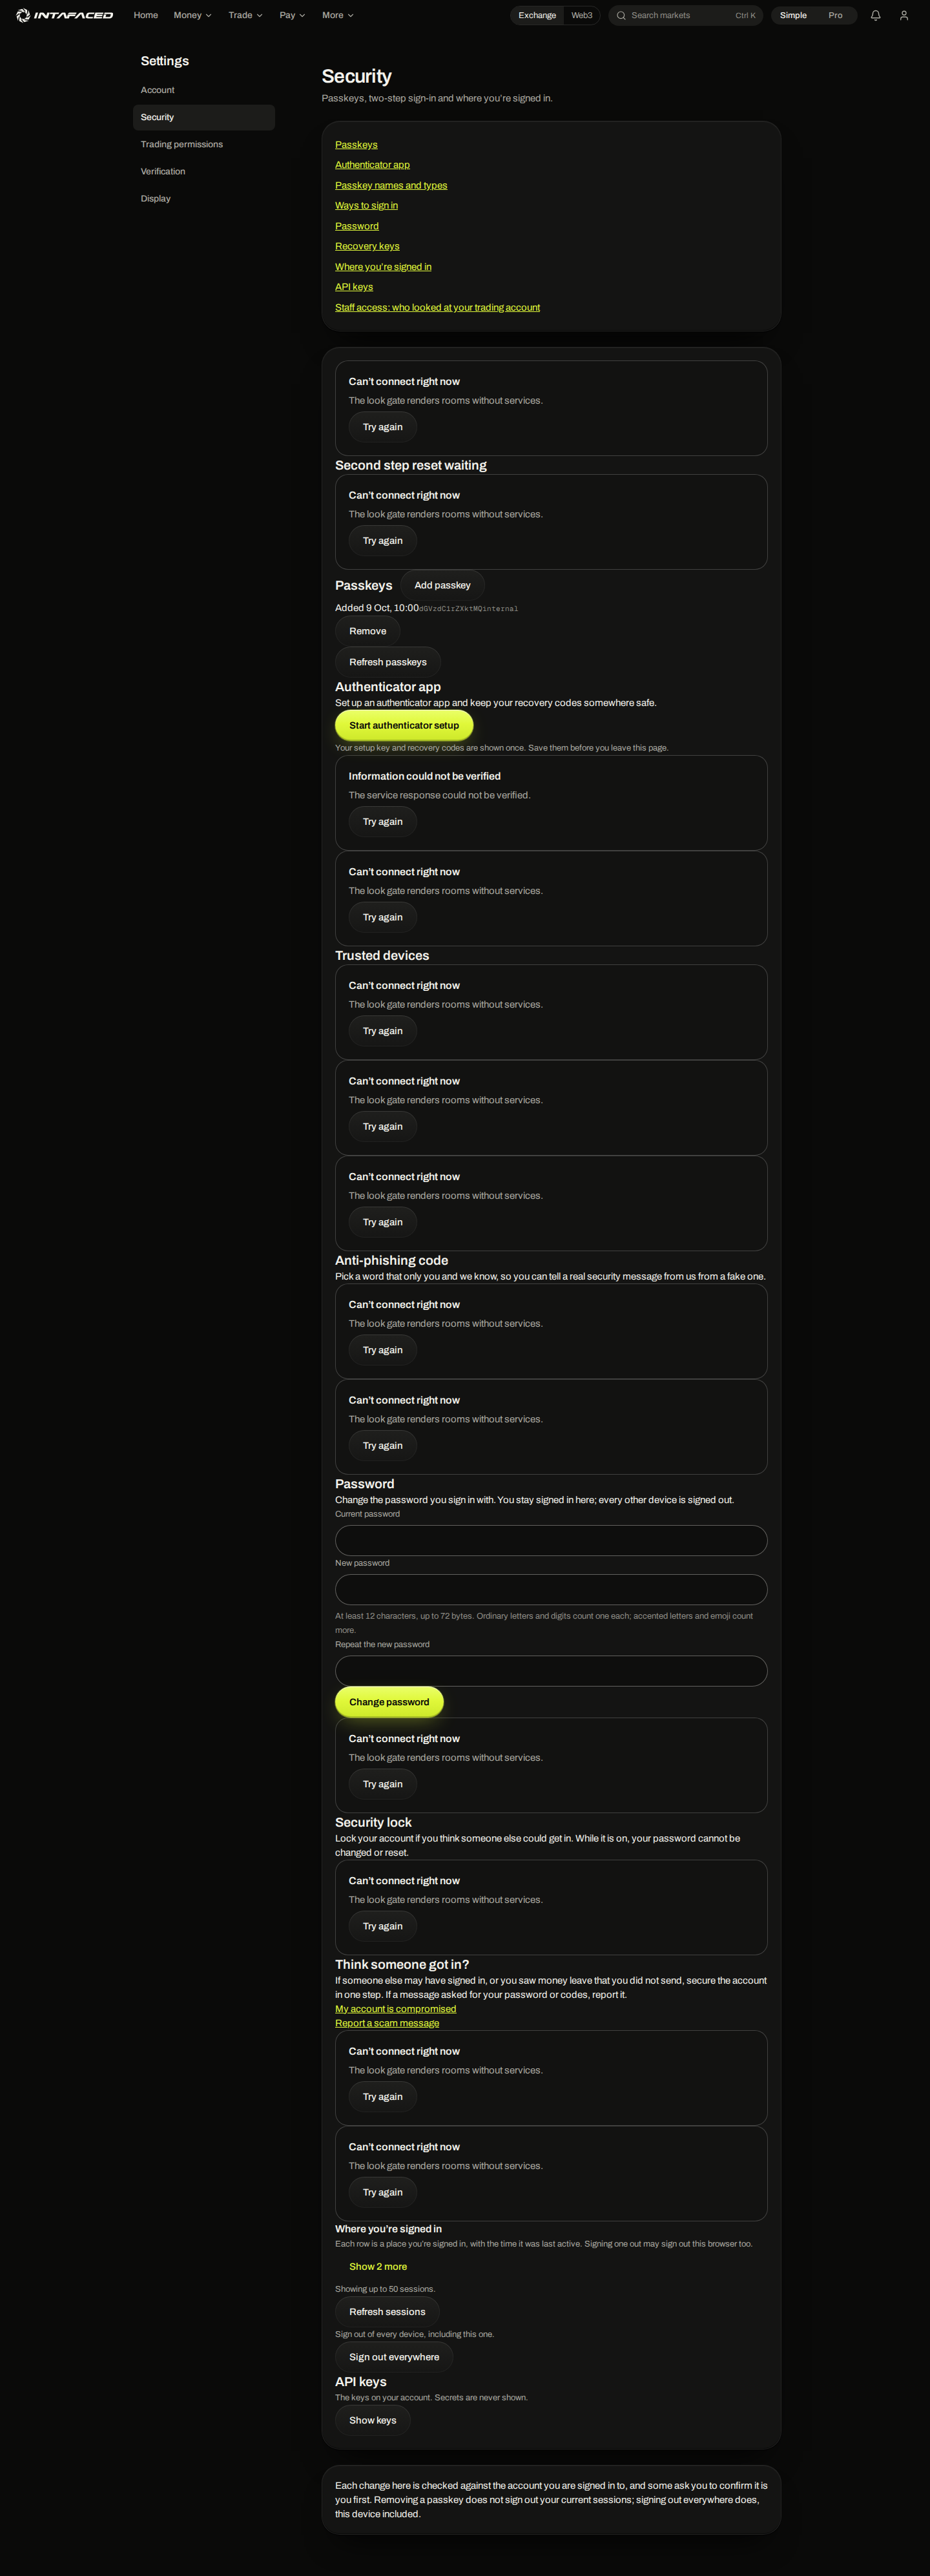 INTAFACED
Home
Money
Trade
Pay
More
Exchange
Web3
Search markets
Ctrl K
Simple
Pro
Settings
Account
Security
Trading permissions
Verification
Display
Security
Passkeys, two-step sign-in and where you’re signed in.
Passkeys
Authenticator app
Passkey names and types
Ways to sign in
Password
Recovery keys
Where you’re signed in
API keys
Staff access: who looked at your trading account
Can’t connect right now
The look gate renders rooms without services.
Try again
Second step reset waiting
Can’t connect right now
The look gate renders rooms without services.
Try again
Passkeys
Add passkey
Added 9 Oct, 10:00dGVzdC1rZXktMQinternal
Remove
Refresh passkeys
Authenticator app
Set up an authenticator app and keep your recovery codes somewhere safe.
Start authenticator setup
Your setup key and recovery codes are shown once. Save them before you leave this page.
Information could not be verified
The service response could not be verified.
Try again
Can’t connect right now
The look gate renders rooms without services.
Try again
Trusted devices
Can’t connect right now
The look gate renders rooms without services.
Try again
Can’t connect right now
The look gate renders rooms without services.
Try again
Can’t connect right now
The look gate renders rooms without services.
Try again
Anti-phishing code
Pick a word that only you and we know, so you can tell a real security message from us from a fake one.
Can’t connect right now
The look gate renders rooms without services.
Try again
Can’t connect right now
The look gate renders rooms without services.
Try again
Password
Change the password you sign in with. You stay signed in here; every other device is signed out.
Current password
New password
At least 12 characters, up to 72 bytes. Ordinary letters and digits count one each; accented letters and emoji count
more.
Repeat the new password
Change password
Can’t connect right now
The look gate renders rooms without services.
Try again
Security lock
Lock your account if you think someone else could get in. While it is on, your password cannot be
changed or reset.
Can’t connect right now
The look gate renders rooms without services.
Try again
Think someone got in?
If someone else may have signed in, or you saw money leave that you did not send, secure the account
in one step. If a message asked for your password or codes, report it.
My account is compromised
Report a scam message
Can’t connect right now
The look gate renders rooms without services.
Try again
Can’t connect right now
The look gate renders rooms without services.
Try again
Where you’re signed in
Each row is a place you’re signed in, with the time it was last active. Signing one out may sign out this browser too.
Show 2 more
Showing up to 50 sessions.
Refresh sessions
Sign out of every device, including this one.
Sign out everywhere
API keys
The keys on your account. Secrets are never shown.
Show keys
Each change here is checked against the account you are signed in to, and some ask you to confirm it is
you first. Removing a passkey does not sign out your current sessions; signing out everywhere does,
this device included.